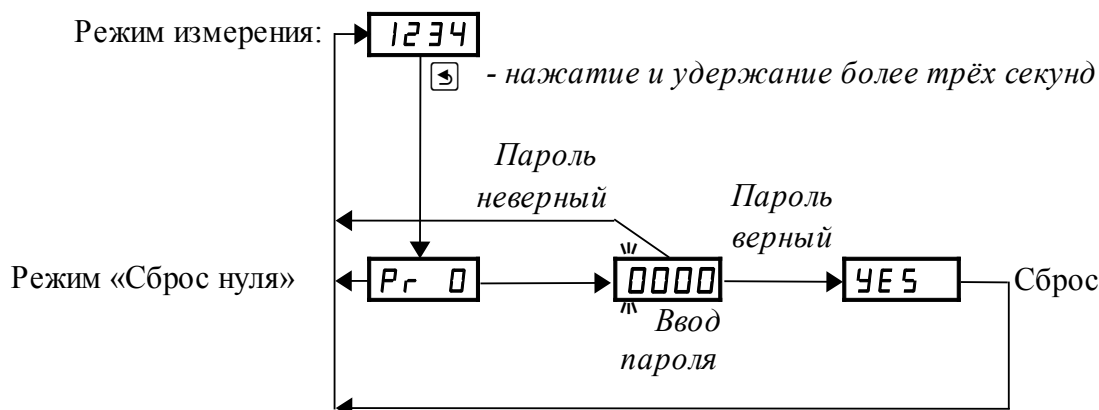 Режим измерения:
1234
- нажатие и удержание более трёх секунд
Пароль
неверный
Пароль
верный
Режим «Сброс нуля»
Pr 0
0000
YES
Сброс
Ввод
пароля